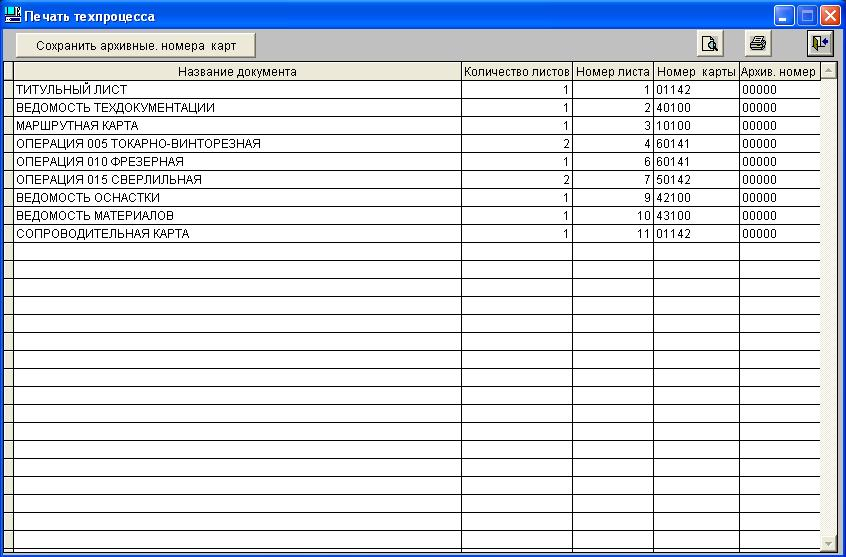 Печать техпроцесса
Сохранить архивные. номера карт
Название документа Количество листов Номер листа Номер карты Архив. номер
ТИТУЛЬНЫЙ ЛИСТ 1 1 01142 00000
ВЕДОМОСТЬ ТЕХДОКУМЕНТАЦИИ 1 2 40100 00000
МАРШРУТНАЯ КАРТА 1 3 10100 00000
ОПЕРАЦИЯ 005 ТОКАРНО-ВИНТОРЕЗНАЯ 2 4 60141 00000
ОПЕРАЦИЯ 010 ФРЕЗЕРНАЯ 1 6 60141 00000
ОПЕРАЦИЯ 015 СВЕРЛИЛЬНАЯ 2 7 50142 00000
ВЕДОМОСТЬ ОСНАСТКИ 1 9 42100 00000
ВЕДОМОСТЬ МАТЕРИАЛОВ 1 10 43100 00000
СОПРОВОДИТЕЛЬНАЯ КАРТА 1 11 01142 00000